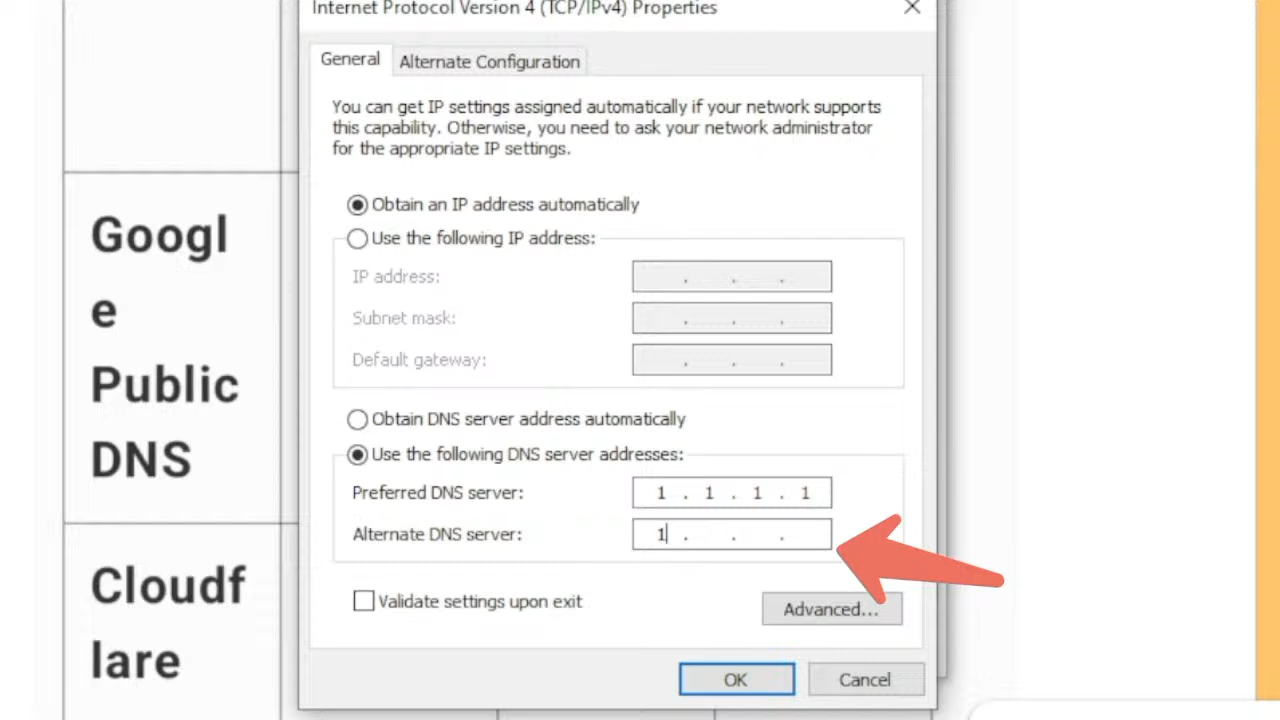 Internet Protocol Version 4 (TCP/IPv4) Properties
General
Alternate Configuration
You can get IP settings assigned automatically if your network supports
this capability. Otherwise, you need to ask your network administrator
for the appropriate IP settings.
Obtain an IP address automatically
Use the following IP address:
IP address:
. . .
Subnet mask:
. . .
Default gateway:
. . .
Obtain DNS server address automatically
Use the following DNS server addresses:
Preferred DNS server:
1 . 1 . 1 . 1
Alternate DNS server:
1 . . .
Validate settings upon exit
Advanced...
OK
Cancel
Googl
e
Public
DNS
Cloudf
lare